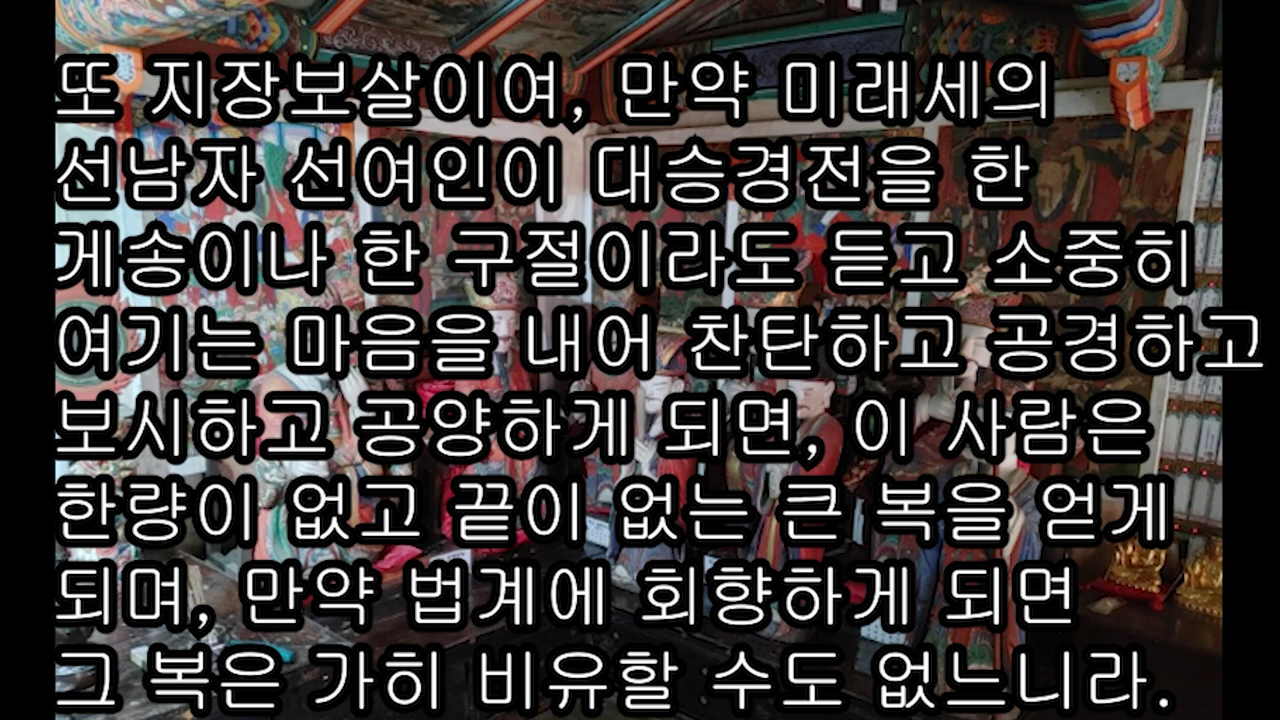 또 지장보살이여, 만약 미래세의
선남자 선여인이 대승경전을 한
게송이나 한 구절이라도 듣고 소중히
여기는 마음을 내어 찬탄하고 공경하고
보시하고 공양하게 되면, 이 사람은
한량이 없고 끝이 없는 큰 복을 얻게
되며, 만약 법계에 회향하게 되면
그 복은 가히 비유할 수도 없느니라.